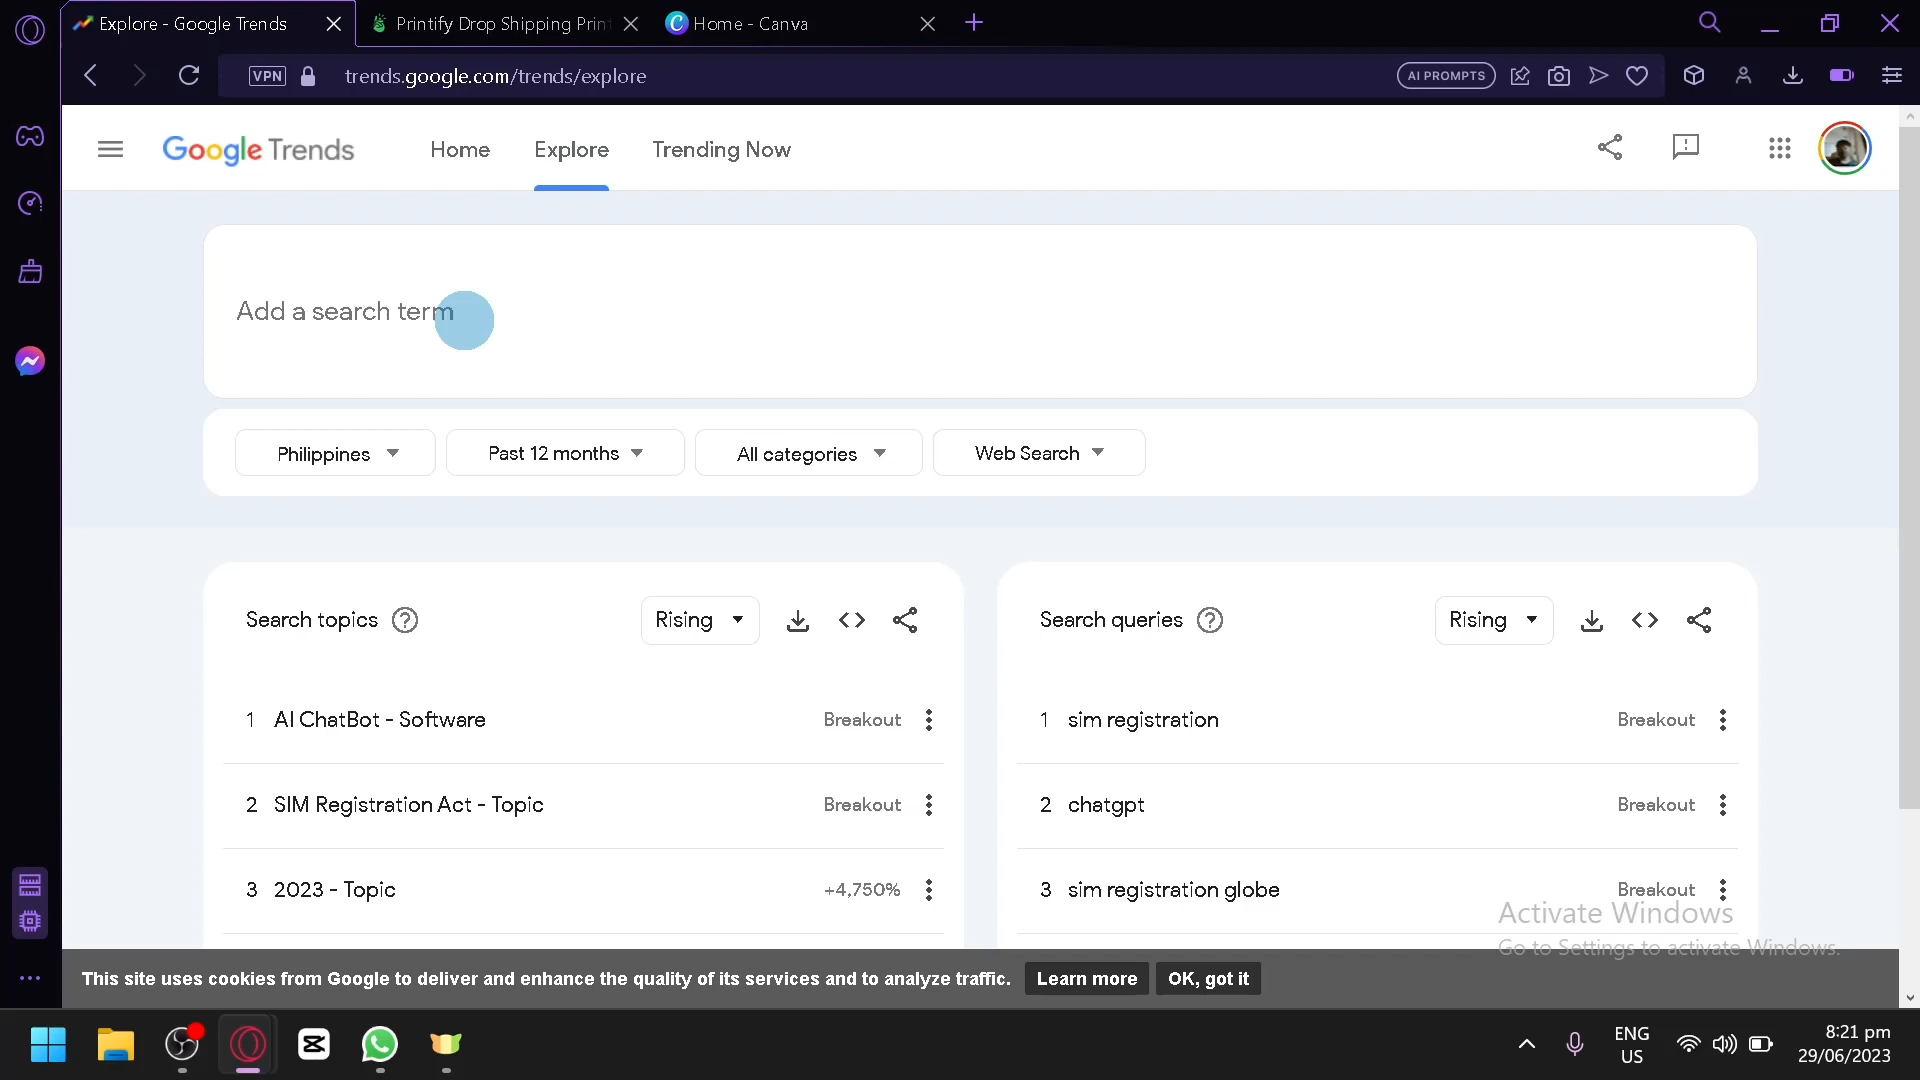 Explore - Google Trends
Printify Drop Shipping Print
Home - Canva
VPN
trends.google.com/trends/explore
AI PROMPTS
Google Trends
Home
Explore
Trending Now
Add a search term
Philippines
Past 12 months
All categories
Web Search
Search topics
Rising
1 AI ChatBot - Software Breakout
2 SIM Registration Act - Topic Breakout
3 2023 - Topic +4,750%
Search queries
Rising
1 sim registration Breakout
2 chatgpt Breakout
3 sim registration globe Breakout
Activate Windows
Go to Settings to activate Windows.
This site uses cookies from Google to deliver and enhance the quality of its services and to analyze traffic.
Learn more
OK, got it
ENG
US
8:21 pm
29/06/2023